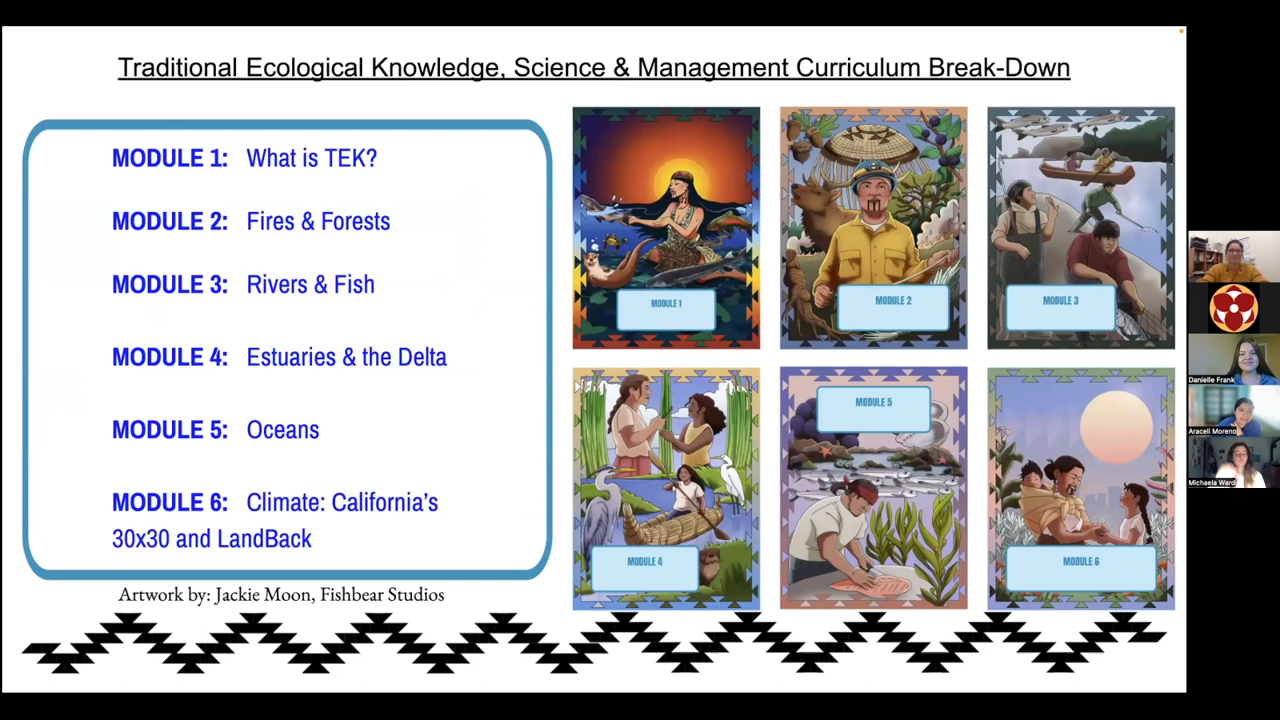 Traditional Ecological Knowledge, Science & Management Curriculum Break-Down
MODULE 1: What is TEK?
MODULE 2: Fires & Forests
MODULE 3: Rivers & Fish
MODULE 4: Estuaries & the Delta
MODULE 5: Oceans
MODULE 6: Climate: California's
30x30 and LandBack
Artwork by: Jackie Moon, Fishbear Studios
MODULE 1
MODULE 2
MODULE 3
MODULE 4
MODULE 5
MODULE 6
Danielle Frank
Araceli Moreno
Michaela Ward